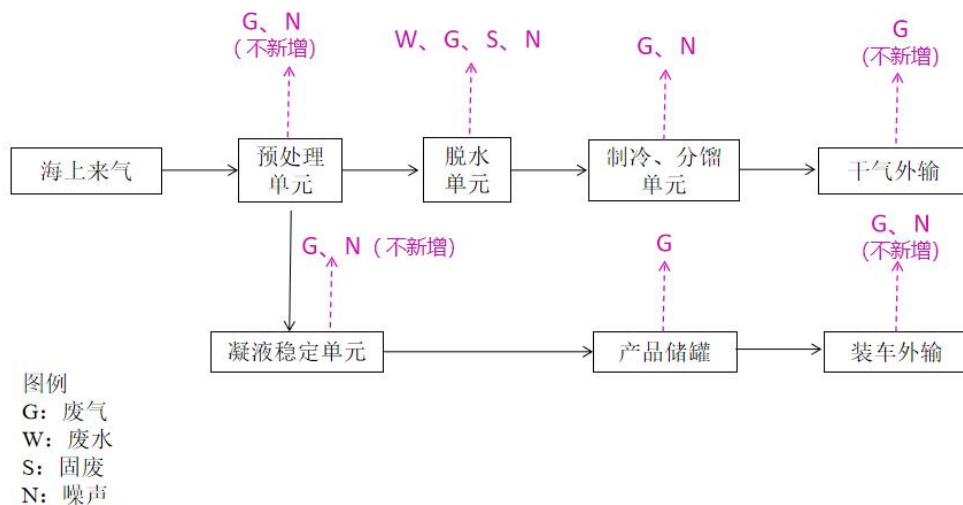 G、N
（不新增）
W、G、S、N
G、N
G
(不新增)
海上来气
预处理
单元
脱水
单元
制冷、分馏
单元
干气外输
G、N（不新增）
G
G、N
(不新增)
凝液稳定单元
产品储罐
装车外输
图例
G：废气
W：废水
S：固废
N：噪声